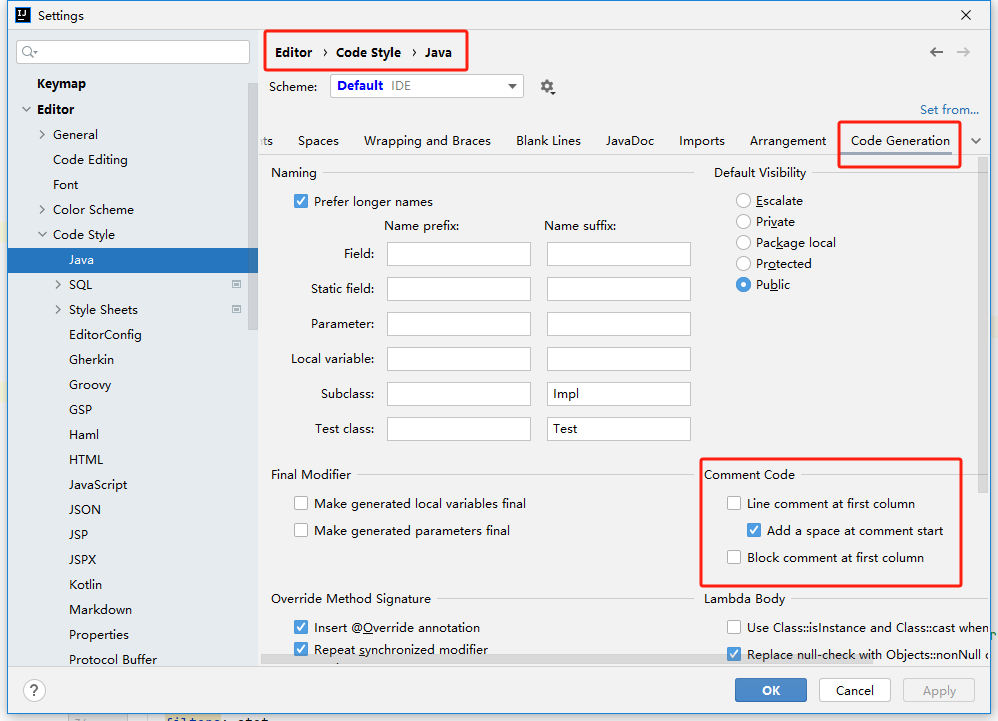 Settings
Keymap
Editor
General
Code Editing
Font
Color Scheme
Code Style
Java
SQL
Style Sheets
EditorConfig
Gherkin
Groovy
GSP
Haml
HTML
JavaScript
JSON
JSP
JSPX
Kotlin
Markdown
Properties
Protocol Buffer
Editor › Code Style › Java
Scheme: Default IDE
Set from...
ts Spaces Wrapping and Braces Blank Lines JavaDoc Imports Arrangement Code Generation
Naming
Prefer longer names
Name prefix: Name suffix:
Field:
Static field:
Parameter:
Local variable:
Subclass: Impl
Test class: Test
Default Visibility
Escalate
Private
Package local
Protected
Public
Final Modifier
Make generated local variables final
Make generated parameters final
Comment Code
Line comment at first column
Add a space at comment start
Block comment at first column
Override Method Signature
Insert @Override annotation
Repeat synchronized modifier
Lambda Body
Use Class::isInstance and Class::cast when
Replace null-check with Objects::nonNull
? OK Cancel Apply